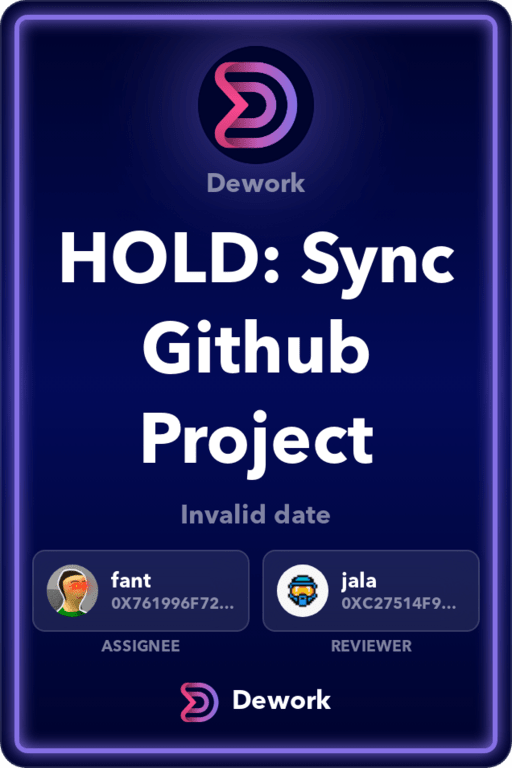 Dework
HOLD: Sync
Github
Project
Invalid date
fant
0X761996F72...
jala
0XC27514F9...
ASSIGNEE
REVIEWER
Dework